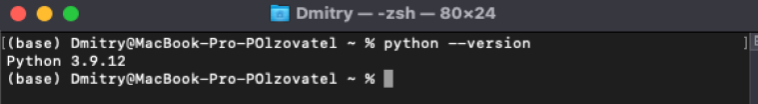 Dmitry — -zsh — 80×24
[(base) Dmitry@MacBook-Pro-POlzovatel ~ % python --version ]
Python 3.9.12
(base) Dmitry@MacBook-Pro-POlzovatel ~ %